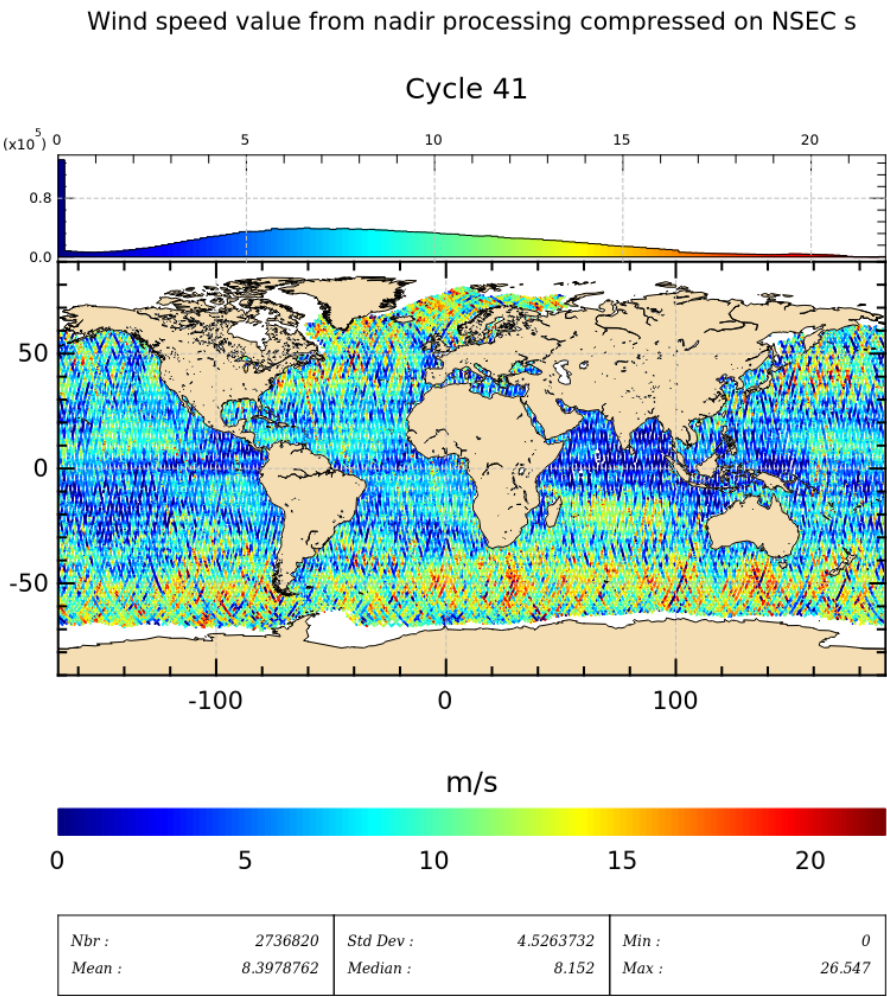 Wind speed value from nadir processing compressed on NSEC s
Cycle 41
(x10^5) 0 5 10 15 20
0.8
0.0
50
0
-50
-100 0 100
m/s
0 5 10 15 20
Nbr : 2736820 Std Dev : 4.5263732 Min : 0
Mean : 8.3978762 Median : 8.152 Max : 26.547